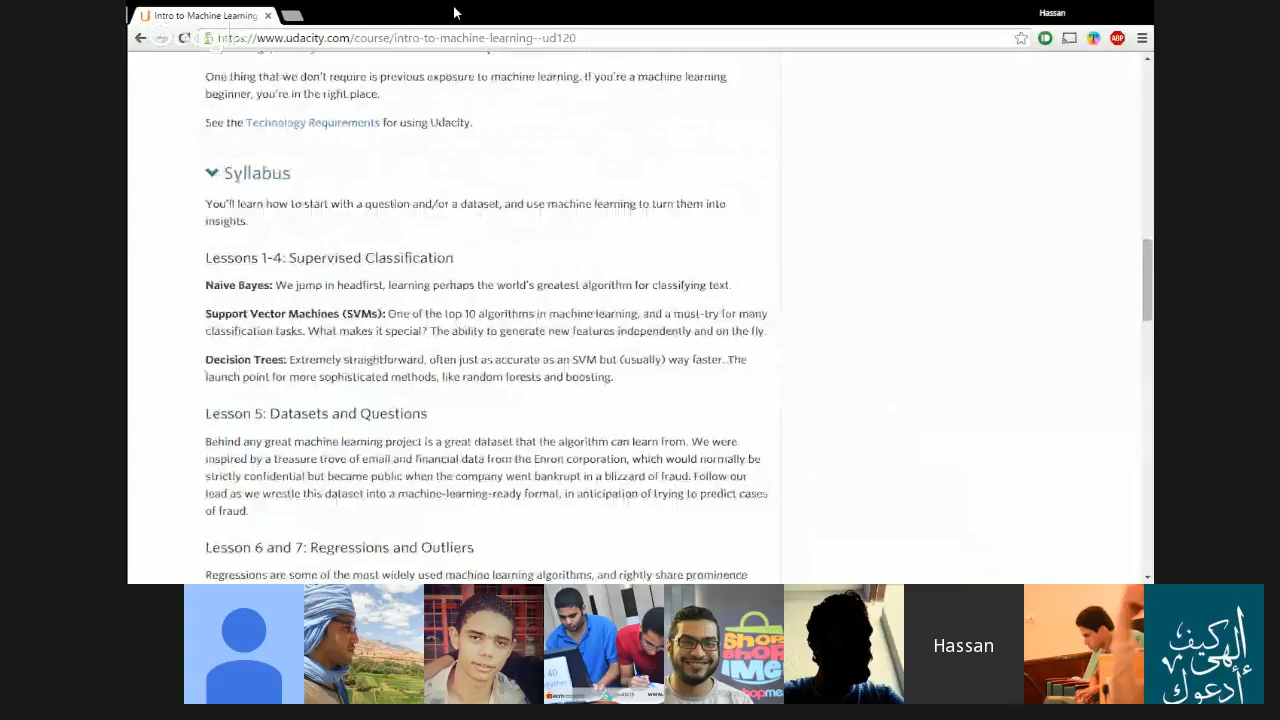 Intro to Machine Learning
Hassan
https://www.udacity.com/course/intro-to-machine-learning--ud120
ABP
One thing that we don't require is previous exposure to machine learning. If you're a machine learning
beginner, you're in the right place.
See the Technology Requirements for using Udacity.
Syllabus
You'll learn how to start with a question and/or a dataset, and use machine learning to turn them into
insights.
Lessons 1-4: Supervised Classification
Naive Bayes: We jump in headfirst, learning perhaps the world's greatest algorithm for classifying text.
Support Vector Machines (SVMs): One of the top 10 algorithms in machine learning, and a must-try for many
classification tasks. What makes it special? The ability to generate new features independently and on the fly.
Decision Trees: Extremely straightforward, often just as accurate as an SVM but (usually) way faster. The
launch point for more sophisticated methods, like random forests and boosting.
Lesson 5: Datasets and Questions
Behind any great machine learning project is a great dataset that the algorithm can learn from. We were
inspired by a treasure trove of email and financial data from the Enron corporation, which would normally be
strictly confidential but became public when the company went bankrupt in a blizzard of fraud. Follow our
lead as we wrestle this dataset into a machine-learning-ready format, in anticipation of trying to predict cases
of fraud.
Lesson 6 and 7: Regressions and Outliers
Regressions are some of the most widely used machine learning algorithms, and rightly share prominence
SHOP
SHOP
ME
Hassan
إلهي كيف
أدعوك